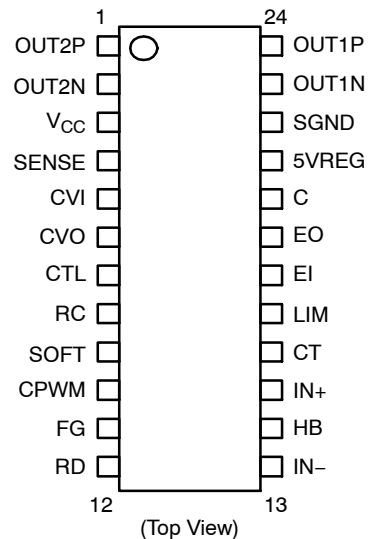 1 24
OUT2P OUT1P
OUT2N OUT1N
VCC SGND
SENSE 5VREG
CVI C
CVO EO
CTL EI
RC LIM
SOFT CT
CPWM IN+
FG HB
RD IN−
12 13
(Top View)